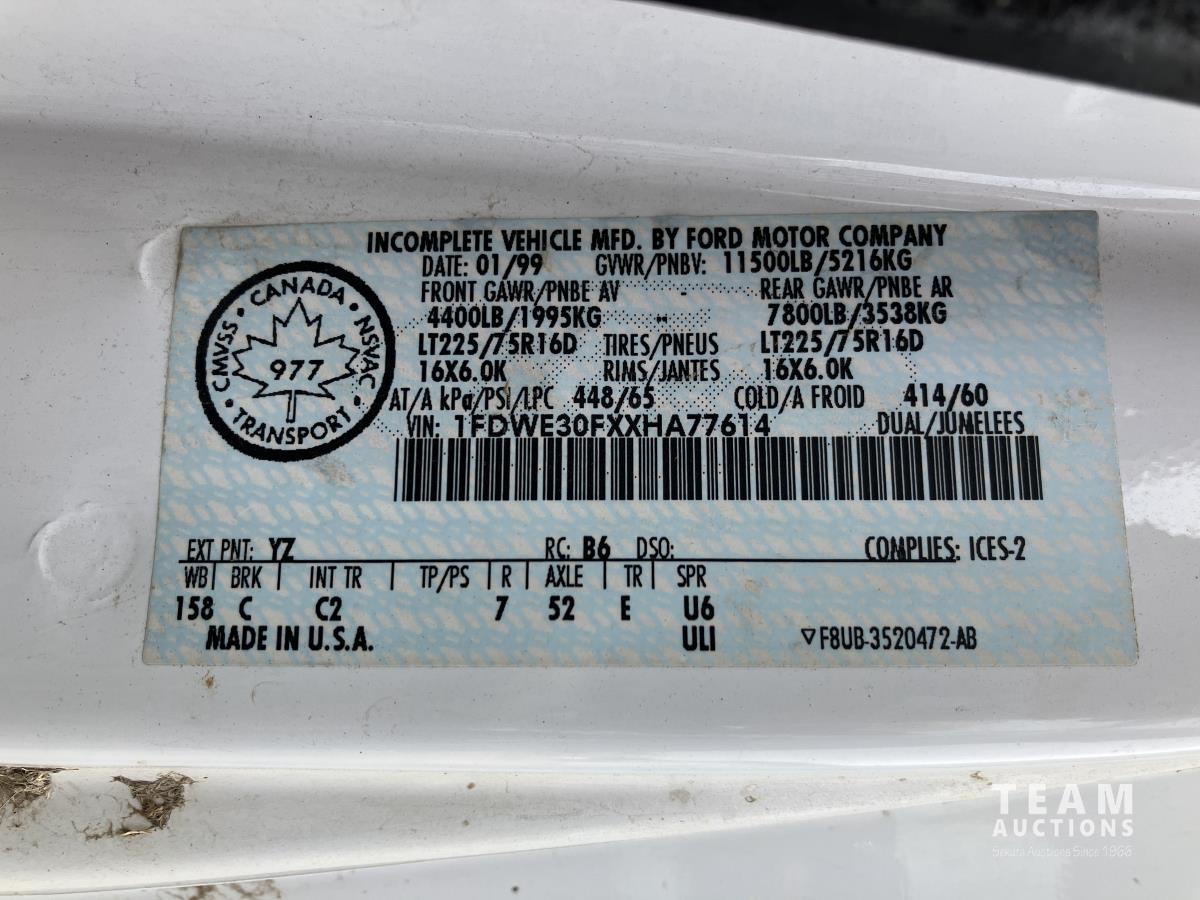 INCOMPLETE VEHICLE MFD. BY FORD MOTOR COMPANY
DATE: 01/99 GVWR/PNBV: 11500LB/5216KG
FRONT GAWR/PNBE AV - REAR GAWR/PNBE AR
4400LB/1995KG -- 7800LB/3538KG
LT225/75R16D TIRES/PNEUS LT225/75R16D
16X6.0K RIMS/JANTES 16X6.0K
AT/A kPa/PSI/LPC 448/65 COLD/A FROID 414/60
VIN: 1FDWE30FXXHA77614 DUAL/JUMELEES
CANADA
CMVSS • NSVAC
977
TRANSPORT
EXT PNT: YZ RC: B6 DSO: COMPLIES: ICES-2
WB BRK INT TR TP/PS R AXLE TR SPR
158 C C2 7 52 E U6
MADE IN U.S.A. ULI ▽F8UB-3520472-AB
TEAM
AUCTIONS
Sekura Auctions Since 1966